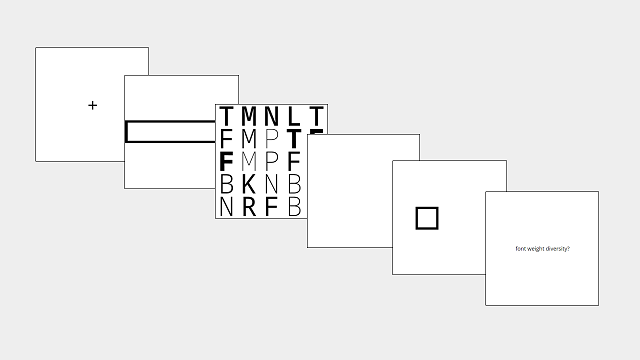 +
T M N L T
F M P T F
F M P F
B K N B
N R F B
font weight diversity?